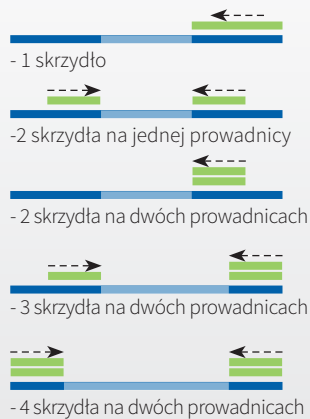 - 1 skrzydło
-2 skrzydła na jednej prowadnicy
- 2 skrzydła na dwóch prowadnicach
- 3 skrzydła na dwóch prowadnicach
- 4 skrzydła na dwóch prowadnicach